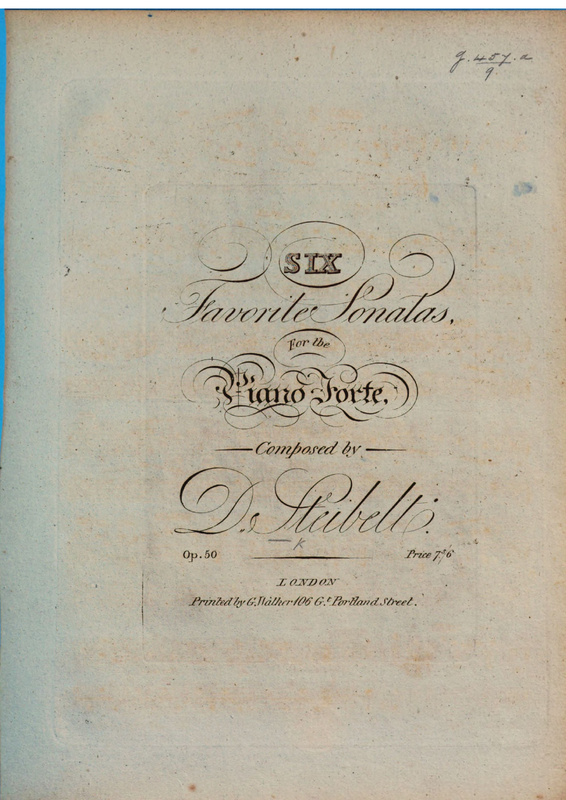 g.457.a
9.
SIX
Favorite Sonatas,
For the
Piano Forte,
Composed by
D. Steibelt.
K
Op. 50
Price 7s/6
LONDON
Printed by G. Walker 106 Gt. Portland Street.